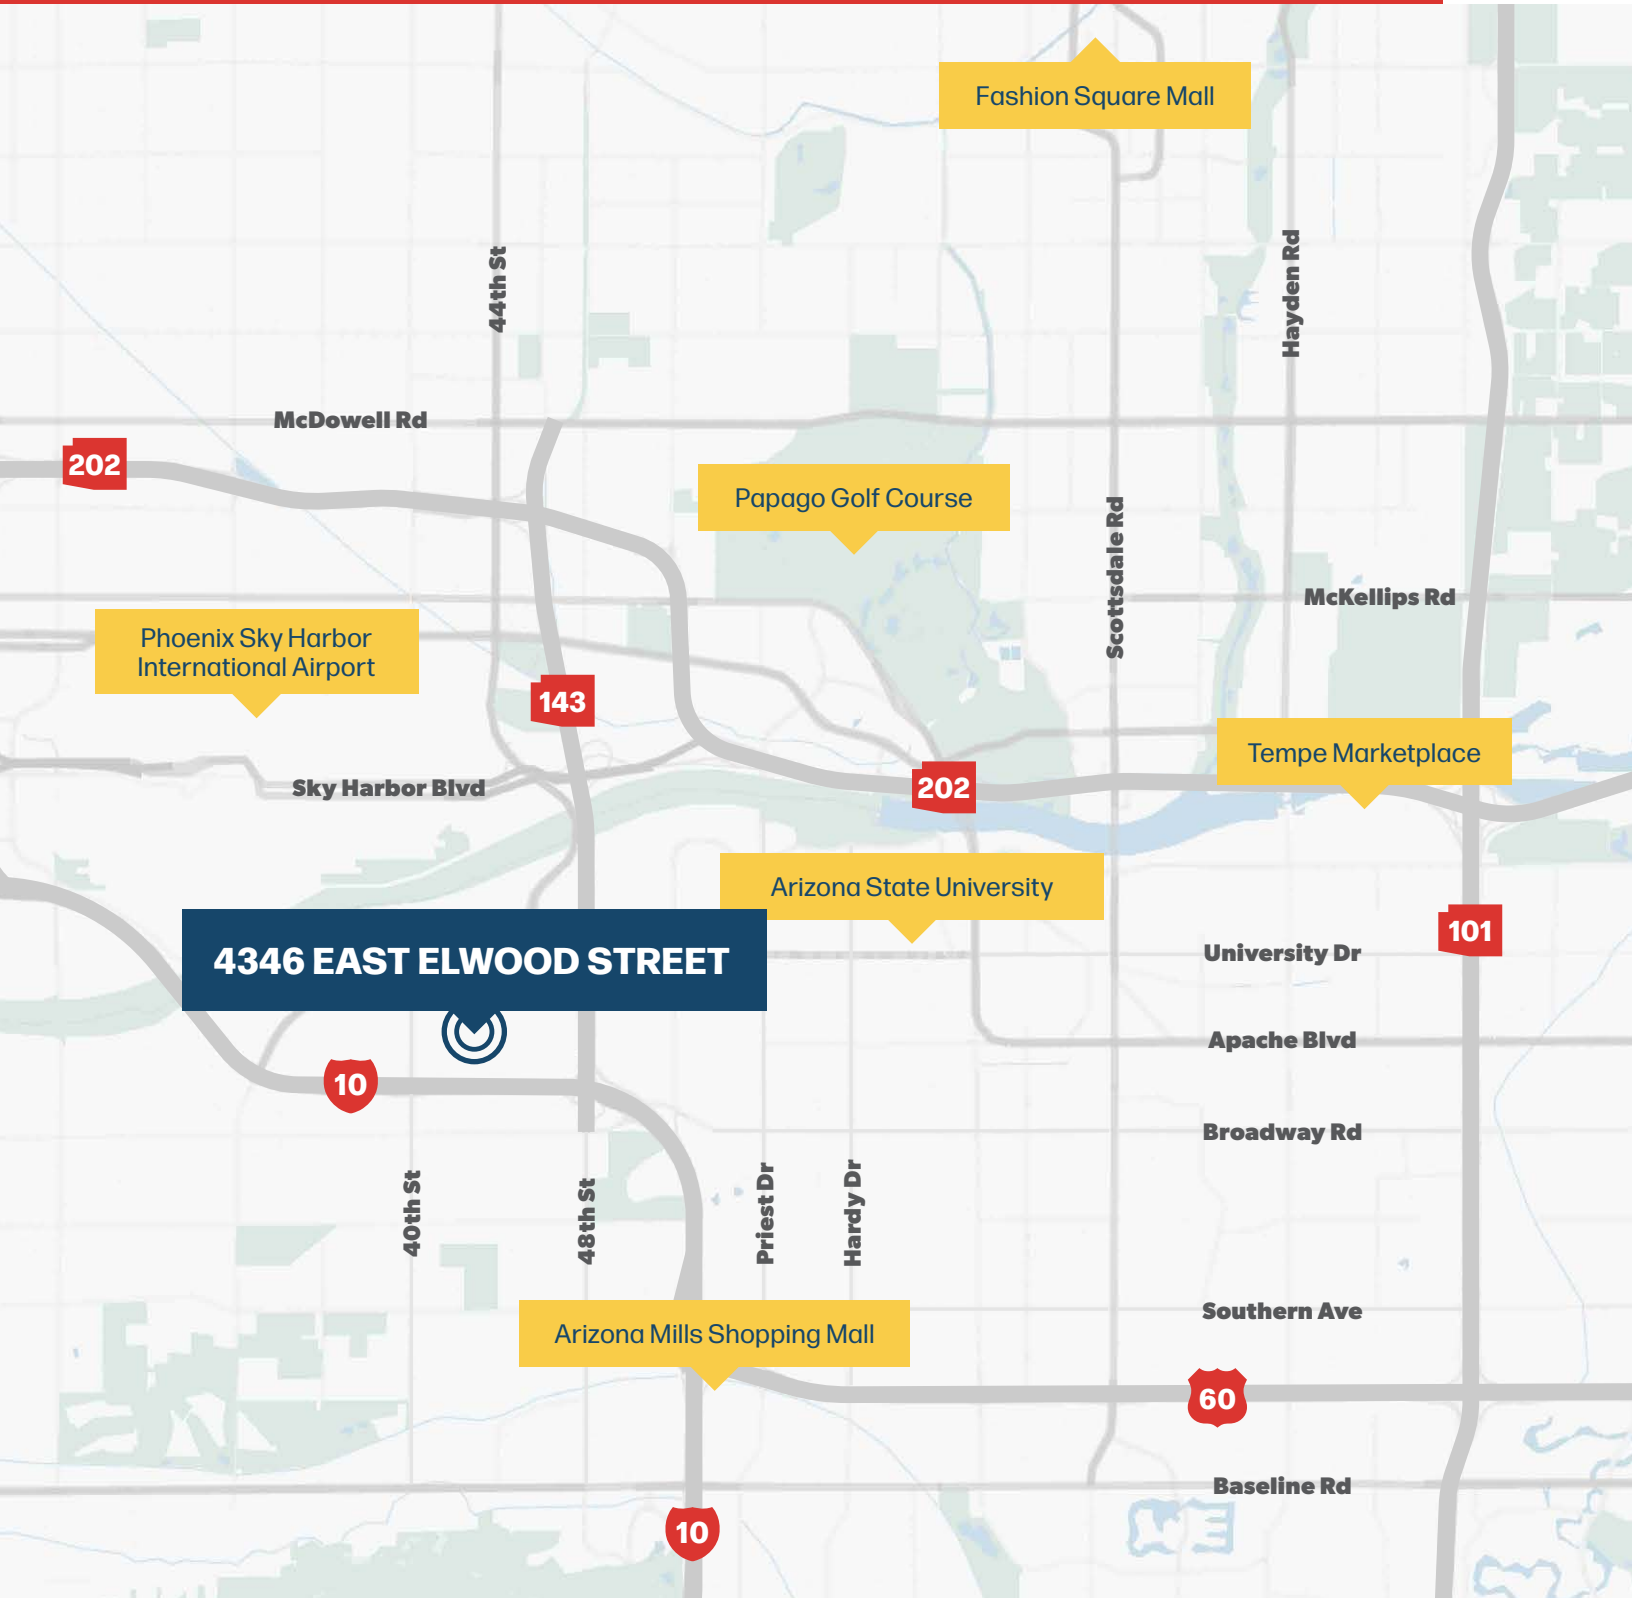 Fashion Square Mall
44th St
Hayden Rd
McDowell Rd
202
Papago Golf Course
Scottsdale Rd
McKellips Rd
Phoenix Sky Harbor
International Airport
143
Tempe Marketplace
Sky Harbor Blvd
202
Arizona State University
101
University Dr
4346 EAST ELWOOD STREET
Apache Blvd
10
Broadway Rd
40th St
48th St
Priest Dr
Hardy Dr
Southern Ave
Arizona Mills Shopping Mall
60
Baseline Rd
10